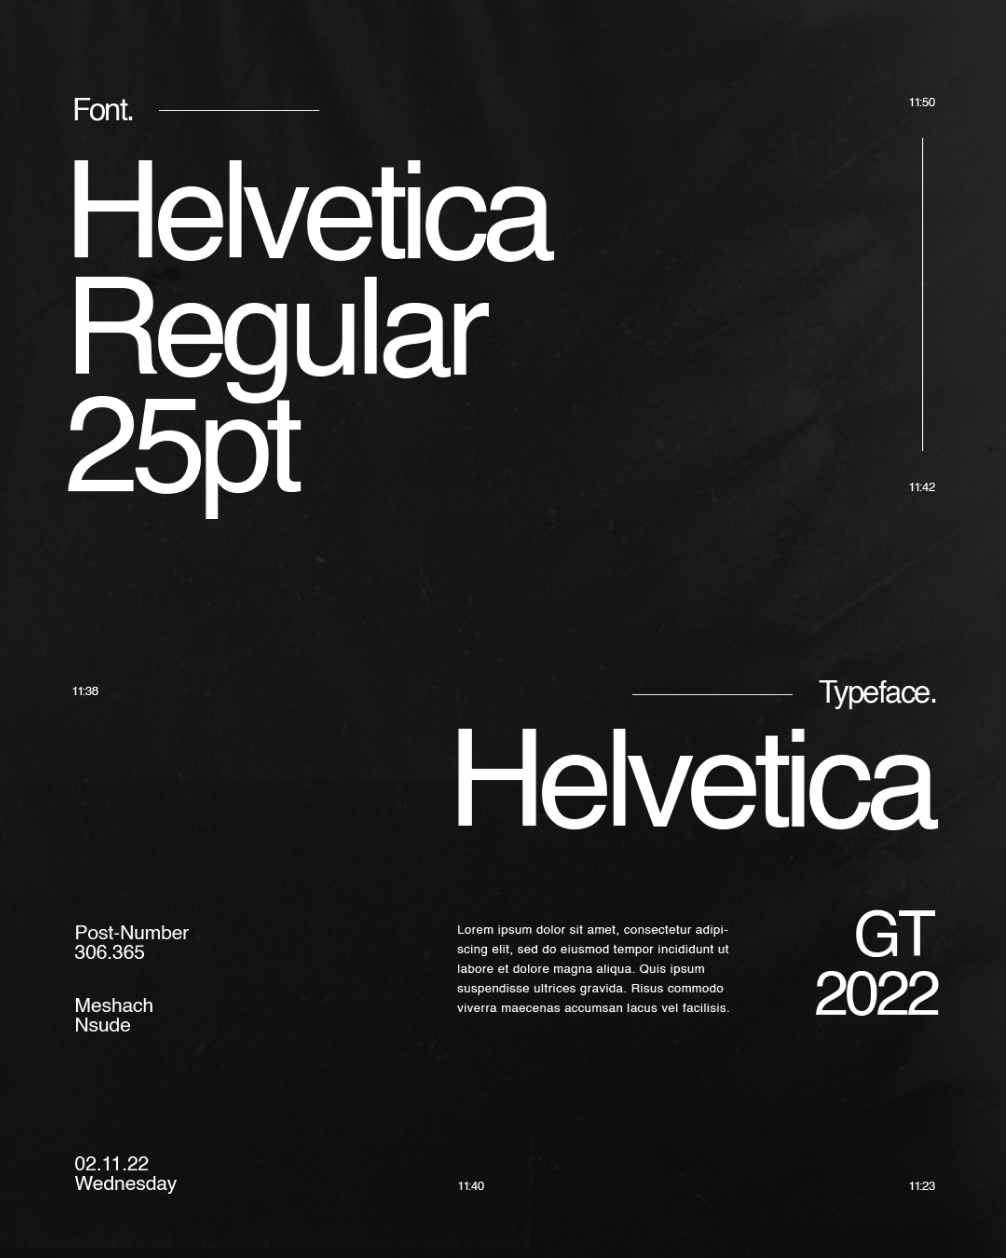 Font.
11:50
Helvetica
Regular
25pt
11:42
11:38
Typeface.
Helvetica
Post-Number
306.365
Meshach
Nsude
Lorem ipsum dolor sit amet, consectetur adipi-
scing elit, sed do eiusmod tempor incididunt ut
labore et dolore magna aliqua. Quis ipsum
suspendisse ultrices gravida. Risus commodo
viverra maecenas accumsan lacus vel facilisis.
GT
2022
02.11.22
Wednesday
11:40
11:23